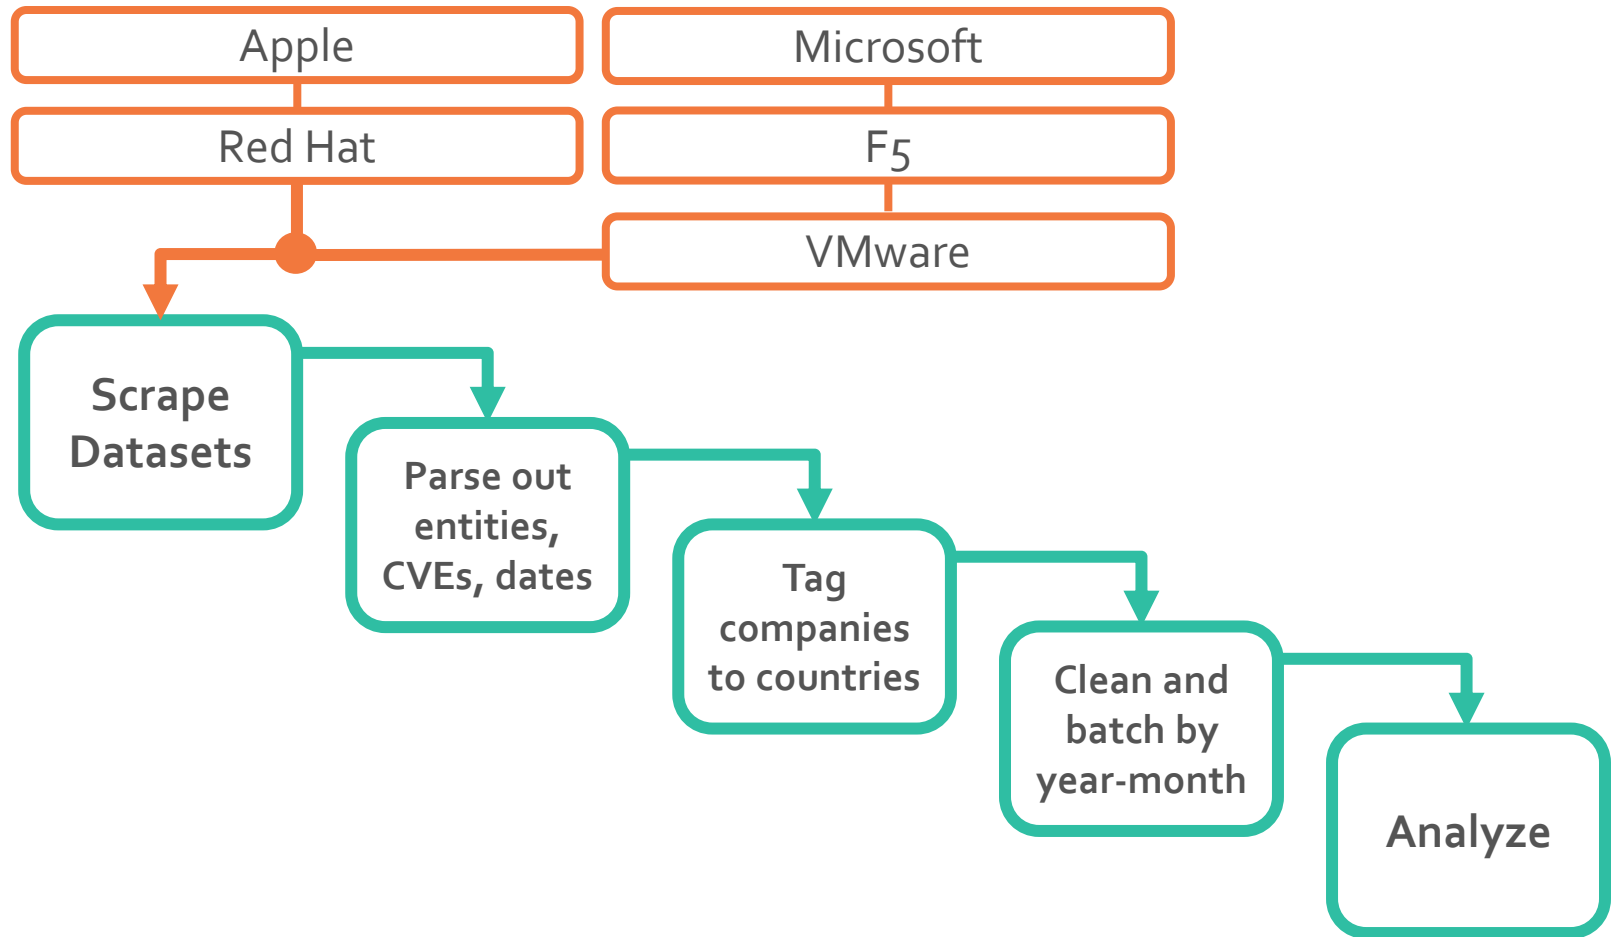 Apple
Microsoft
Red Hat
F5
VMware
Scrape
Datasets
Parse out
entities,
CVEs, dates
Tag
companies
to countries
Clean and
batch by
year-month
Analyze